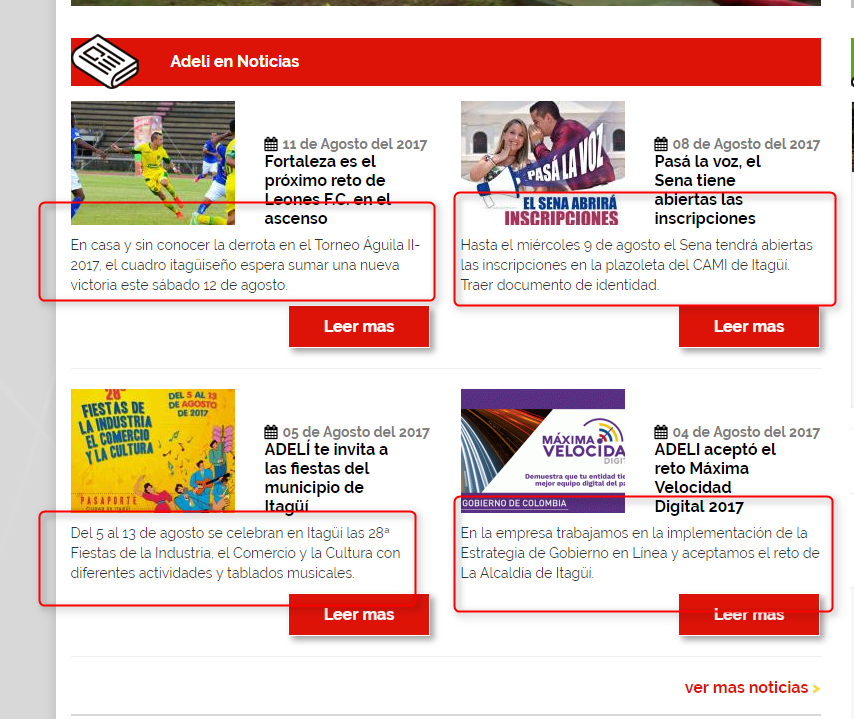 Adeli en Noticias
11 de Agosto del 2017
Fortaleza es el
próximo reto de
Leones F.C. en el
ascenso
En casa y sin conocer la derrota en el Torneo Águila II-
2017, el cuadro itagüiseño espera sumar una nueva
victoria este sábado 12 de agosto.
Leer mas
PASÁ LA VOZ
EL SENA ABRIRÁ
INSCRIPCIONES
08 de Agosto del 2017
Pasá la voz, el
Sena tiene
abiertas las
inscripciones
Hasta el miércoles 9 de agosto el Sena tendrá abiertas
las inscripciones en la plazoleta del CAMI de Itagüí.
Traer documento de identidad.
Leer mas
28ª
FIESTAS DE
LA INDUSTRIA
EL COMERCIO
Y LA CULTURA
DEL 5 AL 13
DE AGOSTO
DE 2017
PASAPORTE
05 de Agosto del 2017
ADELÍ te invita a
las fiestas del
municipio de
Itagüí
Del 5 al 13 de agosto se celebran en Itagüí las 28ª
Fiestas de la Industria, el Comercio y la Cultura con
diferentes actividades y tablados musicales.
Leer mas
MÁXIMA
VELOCIDA
DIGIT
Demuestra que tu entidad tie
mejor equipo digital del pa
GOBIERNO DE COLOMBIA
04 de Agosto del 2017
ADELI aceptó el
reto Máxima
Velocidad
Digital 2017
En la empresa trabajamos en la implementación de la
Estrategia de Gobierno en Línea y aceptamos el reto de
La Alcaldía de Itagüí.
Leer mas
ver mas noticias >